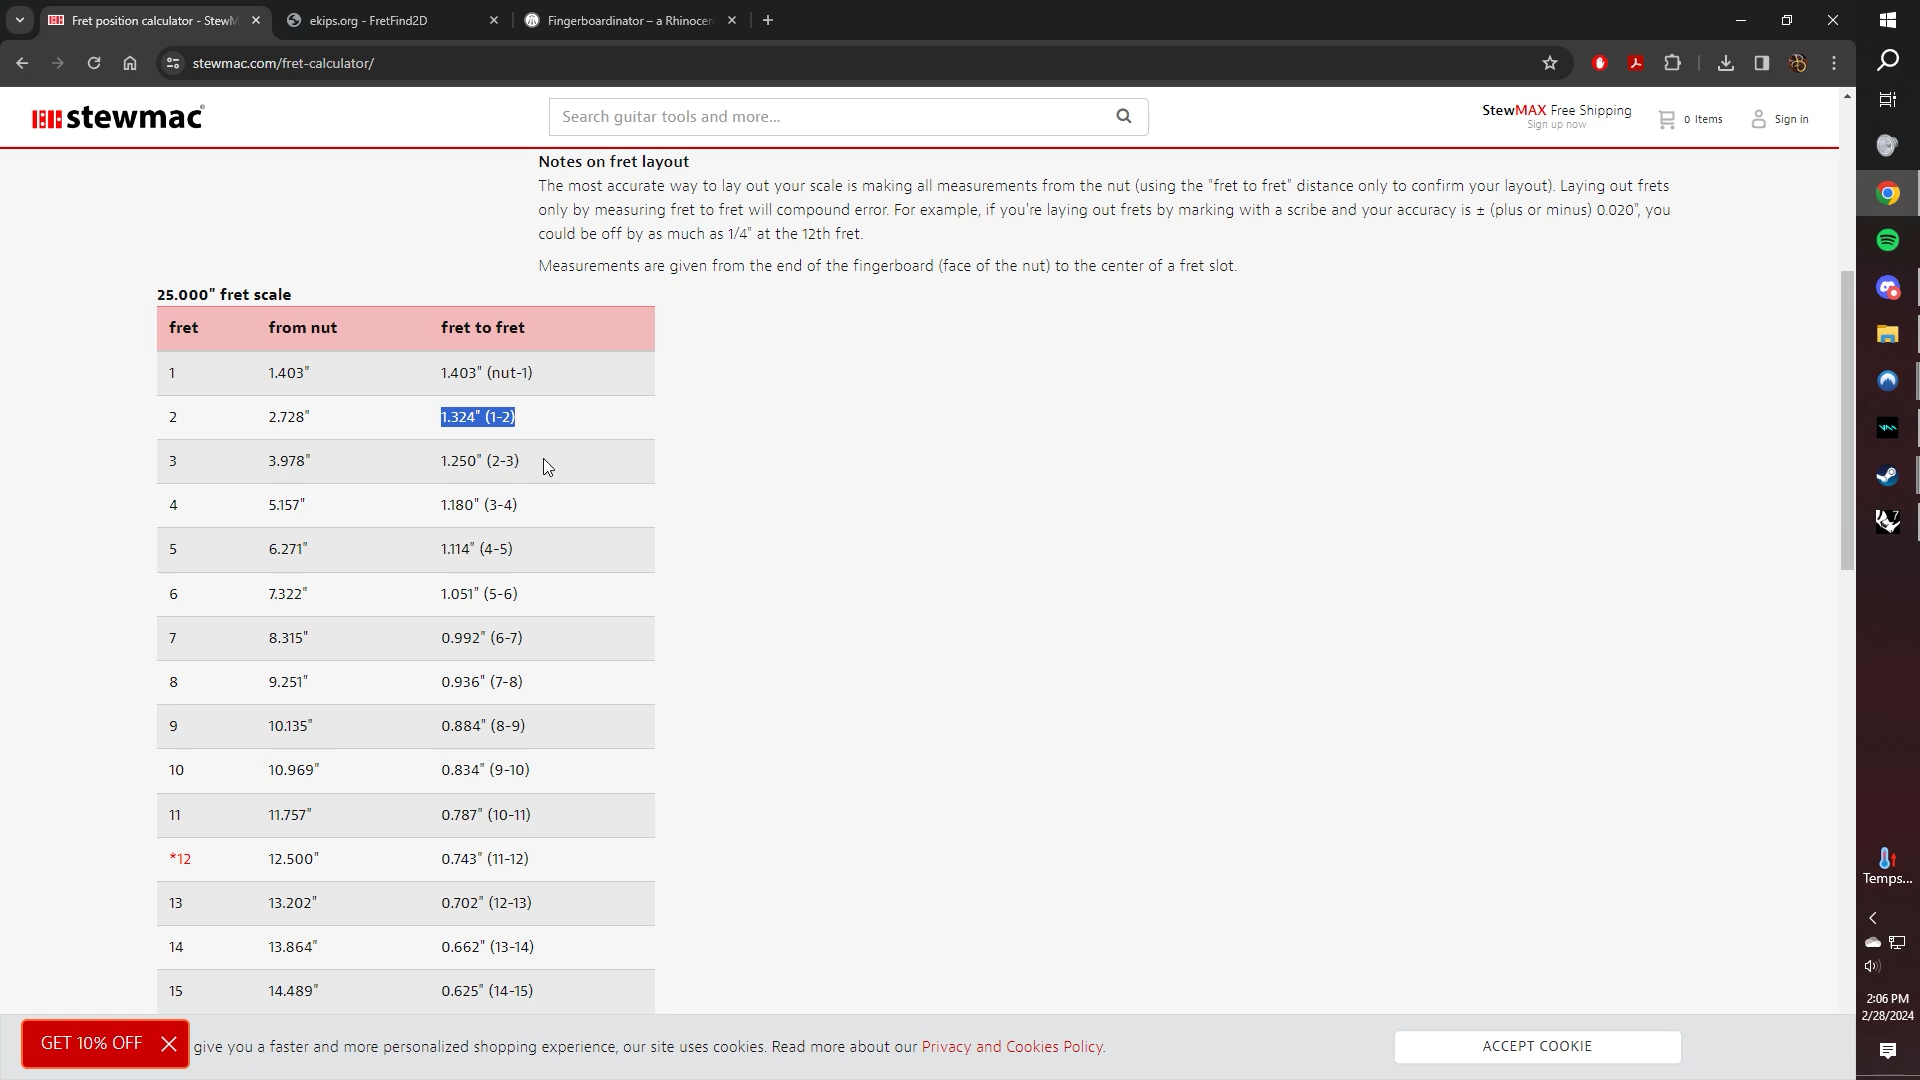 Fret position calculator - StewM
ekips.org - FretFind2D
Fingerboardinator – a Rhinocer
stewmac.com/fret-calculator/
stewmac
Search guitar tools and more...
StewMAX Free Shipping
Sign up now
0 Items
Sign in
Notes on fret layout
The most accurate way to lay out your scale is making all measurements from the nut (using the "fret to fret" distance only to confirm your layout). Laying out frets
only by measuring fret to fret will compound error. For example, if you're laying out frets by marking with a scribe and your accuracy is ± (plus or minus) 0.020", you
could be off by as much as 1/4" at the 12th fret.
Measurements are given from the end of the fingerboard (face of the nut) to the center of a fret slot.
25.000" fret scale
fret from nut fret to fret
1 1.403" 1.403" (nut-1)
2 2.728" 1.324" (1-2)
3 3.978" 1.250" (2-3)
4 5.157" 1.180" (3-4)
5 6.271" 1.114" (4-5)
6 7.322" 1.051" (5-6)
7 8.315" 0.992" (6-7)
8 9.251" 0.936" (7-8)
9 10.135" 0.884" (8-9)
10 10.969" 0.834" (9-10)
11 11.757" 0.787" (10-11)
*12 12.500" 0.743" (11-12)
13 13.202" 0.702" (12-13)
14 13.864" 0.662" (13-14)
15 14.489" 0.625" (14-15)
GET 10% OFF
give you a faster and more personalized shopping experience, our site uses cookies. Read more about our Privacy and Cookies Policy.
ACCEPT COOKIE
Temps...
2:06 PM
2/28/2024